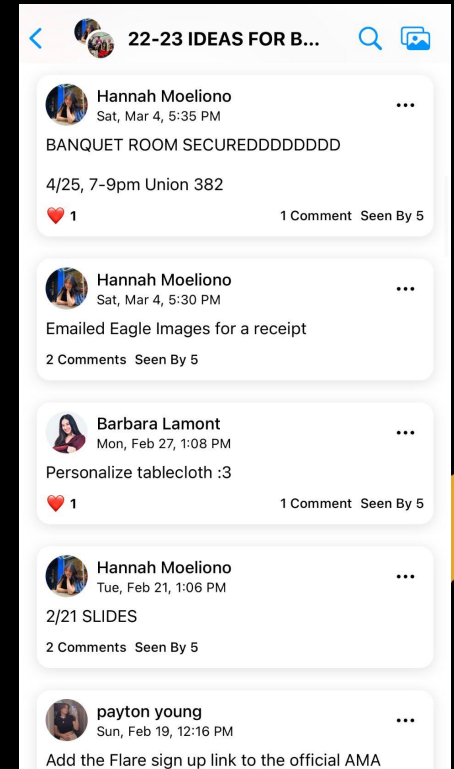 22-23 IDEAS FOR B...
Hannah Moeliono
Sat, Mar 4, 5:35 PM
BANQUET ROOM SECUREDDDDDDDDD
4/25, 7-9pm Union 382
❤️ 1 1 Comment Seen By 5
Hannah Moeliono
Sat, Mar 4, 5:30 PM
Emailed Eagle Images for a receipt
2 Comments Seen By 5
Barbara Lamont
Mon, Feb 27, 1:08 PM
Personalize tablecloth :3
❤️ 1 1 Comment Seen By 5
Hannah Moeliono
Tue, Feb 21, 1:06 PM
2/21 SLIDES
2 Comments Seen By 5
payton young
Sun, Feb 19, 12:16 PM
Add the Flare sign up link to the official AMA